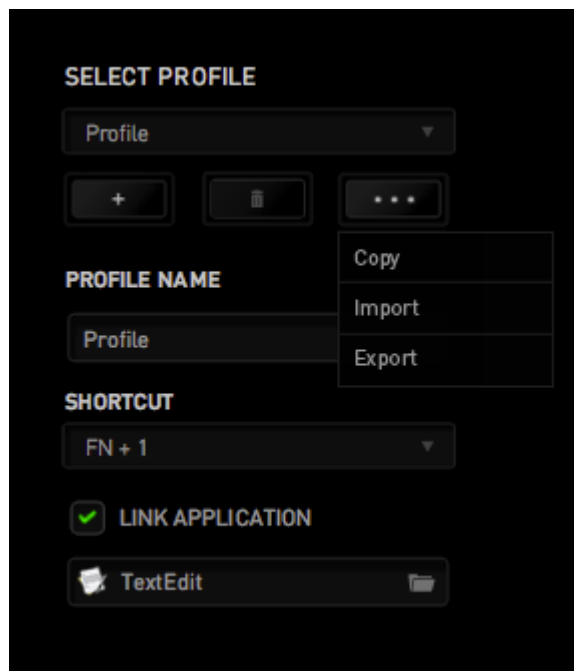 SELECT PROFILE
Profile
+
•••
Copy
PROFILE NAME
Import
Profile
Export
SHORTCUT
FN + 1
LINK APPLICATION
TextEdit